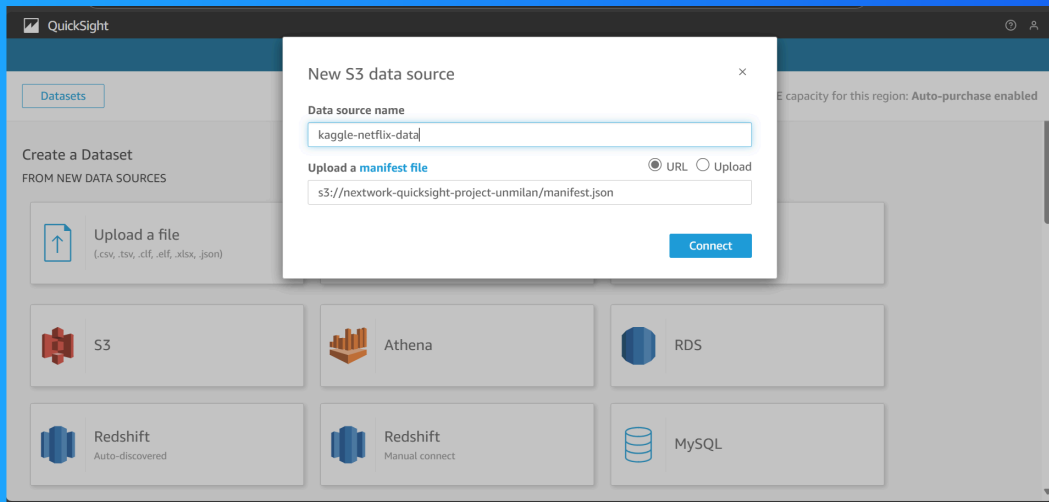 QuickSight
New S3 data source
Data source name
kaggle-netflix-data
Upload a manifest file
URL
Upload
s3://nextwork-quicksight-project-unmilan/manifest.json
Connect
Datasets
E capacity for this region: Auto-purchase enabled
Create a Dataset
FROM NEW DATA SOURCES
Upload a file
(.csv, .tsv, .clf, .elf, .xlsx, .json)
S3
Athena
RDS
Redshift
Auto-discovered
Redshift
Manual connect
MySQL